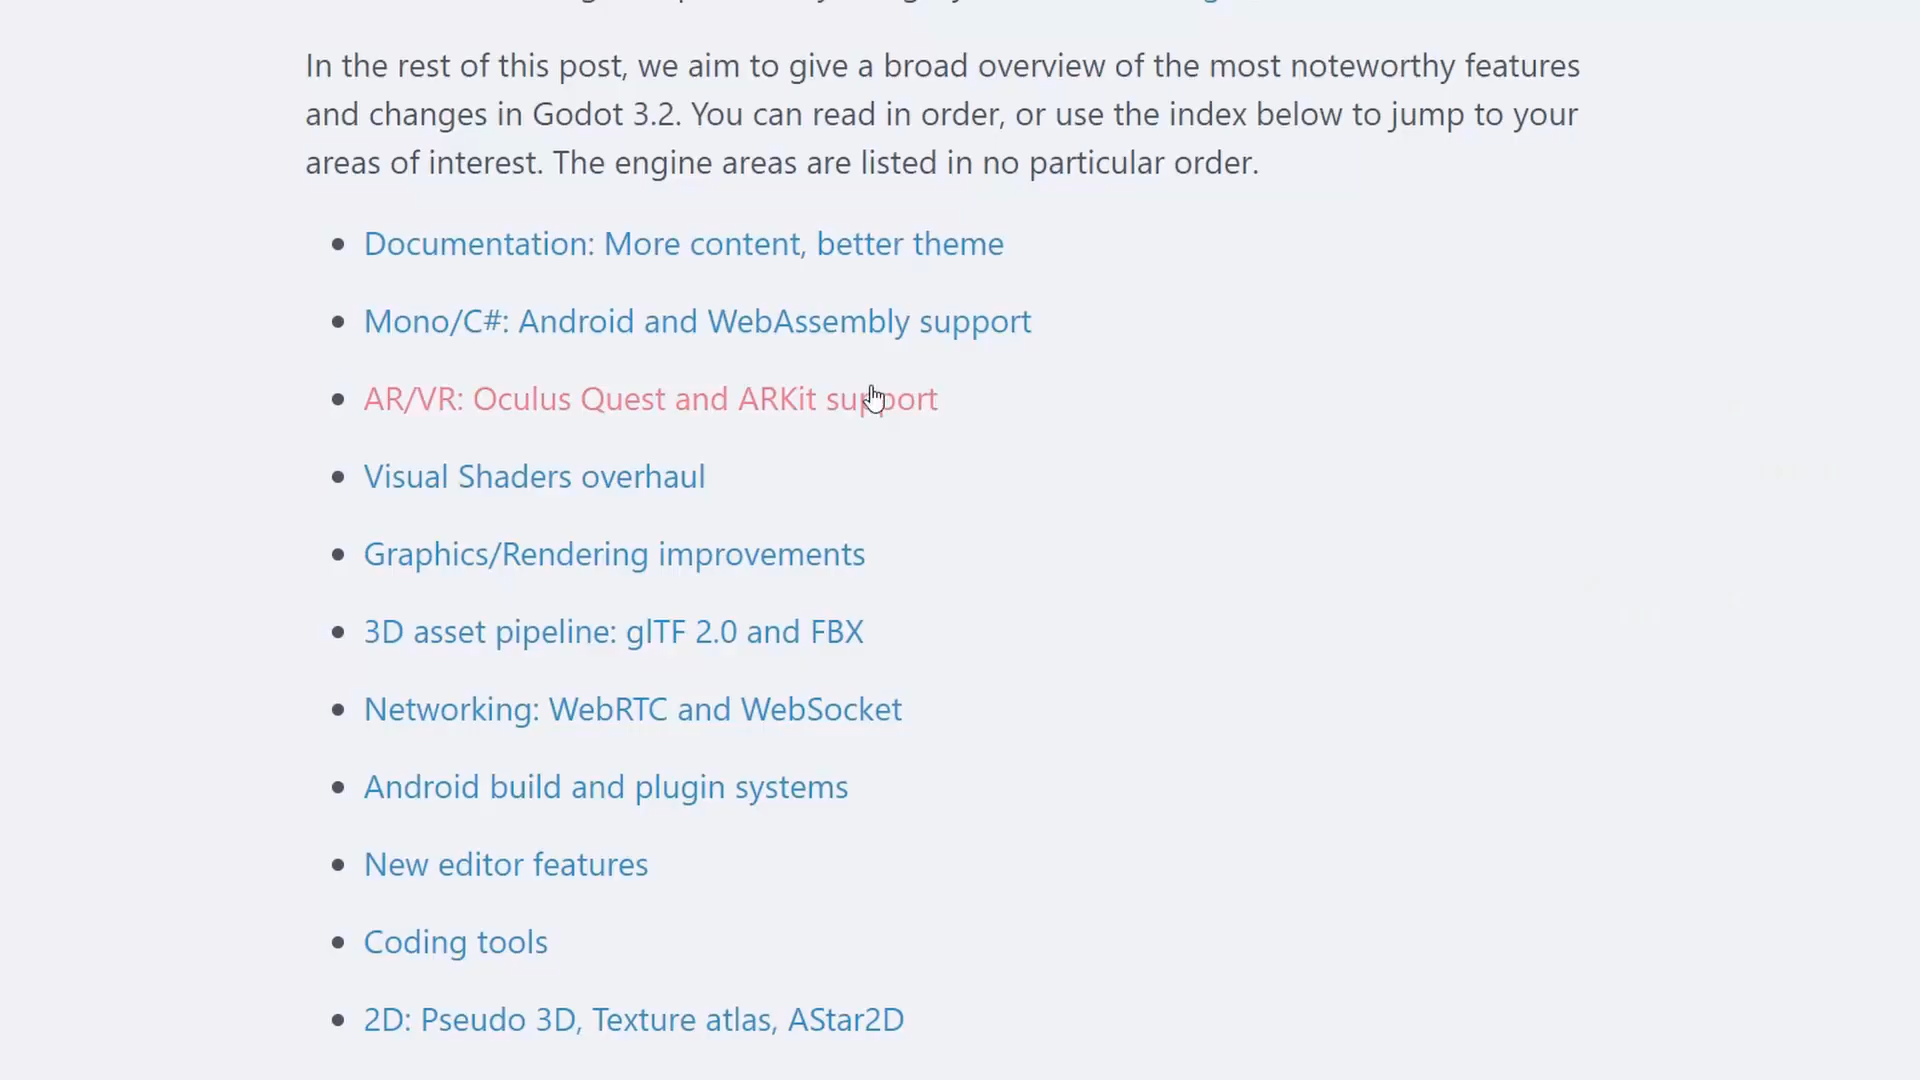 In the rest of this post, we aim to give a broad overview of the most noteworthy features
and changes in Godot 3.2. You can read in order, or use the index below to jump to your
areas of interest. The engine areas are listed in no particular order.
Documentation: More content, better theme
Mono/C#: Android and WebAssembly support
AR/VR: Oculus Quest and ARKit support
Visual Shaders overhaul
Graphics/Rendering improvements
3D asset pipeline: glTF 2.0 and FBX
Networking: WebRTC and WebSocket
Android build and plugin systems
New editor features
Coding tools
2D: Pseudo 3D, Texture atlas, AStar2D